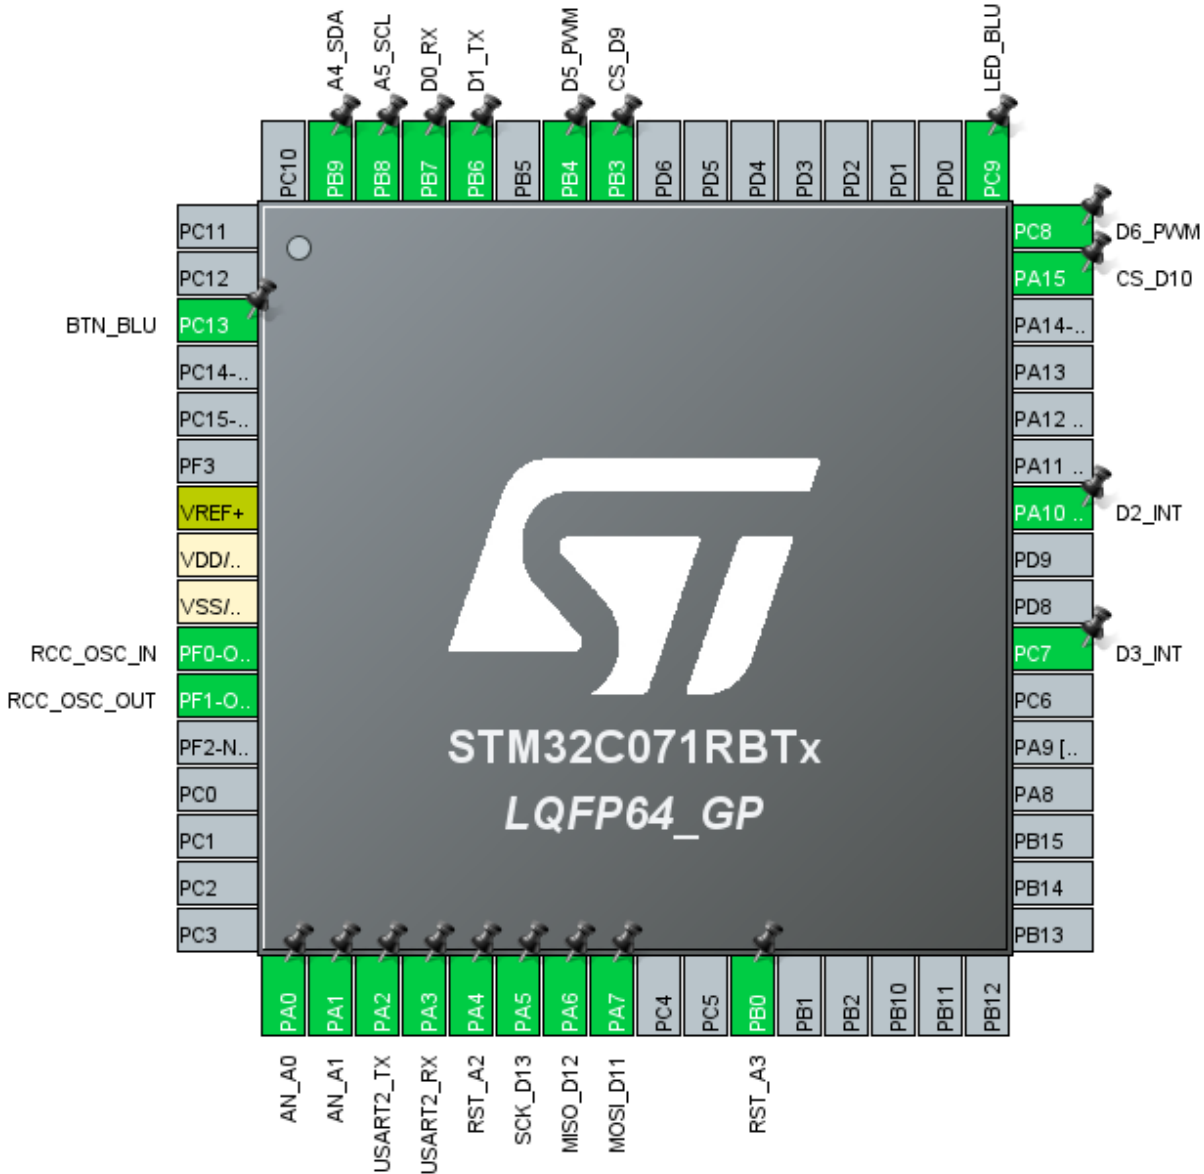 A4_SDA
A5_SCL
D0_RX
D1_TX
D5_PWM
CS_D9
LED_BLU
PC10
PB9
PB8
PB7
PB6
PB5
PB4
PB3
PD6
PD5
PD4
PD3
PD2
PD1
PD0
PC9
PC11
PC12
BTN_BLU PC13
PC14-..
PC15-..
PF3
VREF+
VDD/..
VSS/..
RCC_OSC_IN PF0-O..
RCC_OSC_OUT PF1-O..
PF2-N..
PC0
PC1
PC2
PC3
PC8 D6_PWM
PA15 CS_D10
PA14-..
PA13
PA12 ..
PA11 ..
PA10 .. D2_INT
PD9
PD8
PC7 D3_INT
PC6
PA9 [..
PA8
PB15
PB14
PB13
ST
STM32C071RBTx
LQFP64_GP
PA0
PA1
PA2
PA3
PA4
PA5
PA6
PA7
PC4
PC5
PB0
PB1
PB2
PB10
PB11
PB12
AN_A0
AN_A1
USART2_TX
USART2_RX
RST_A2
SCK_D13
MISO_D12
MOSI_D11
RST_A3